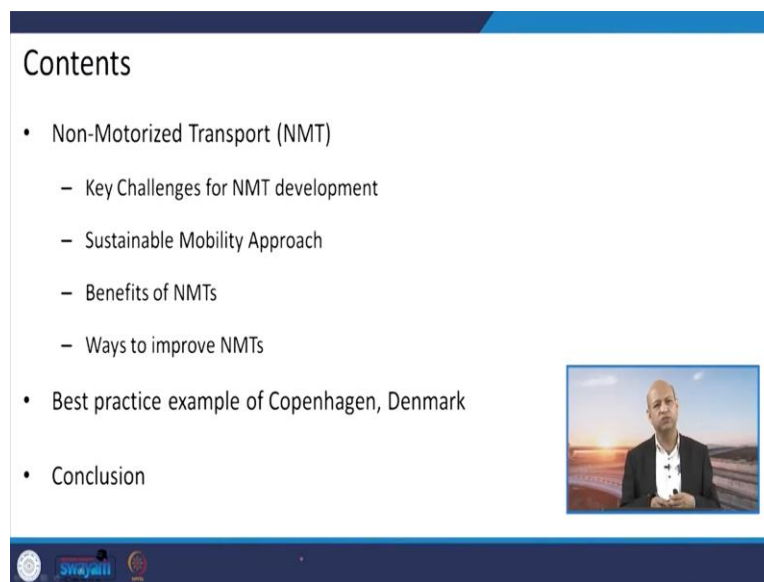 Contents
• Non-Motorized Transport (NMT)
– Key Challenges for NMT development
– Sustainable Mobility Approach
– Benefits of NMTs
– Ways to improve NMTs
• Best practice example of Copenhagen, Denmark
• Conclusion
swayam